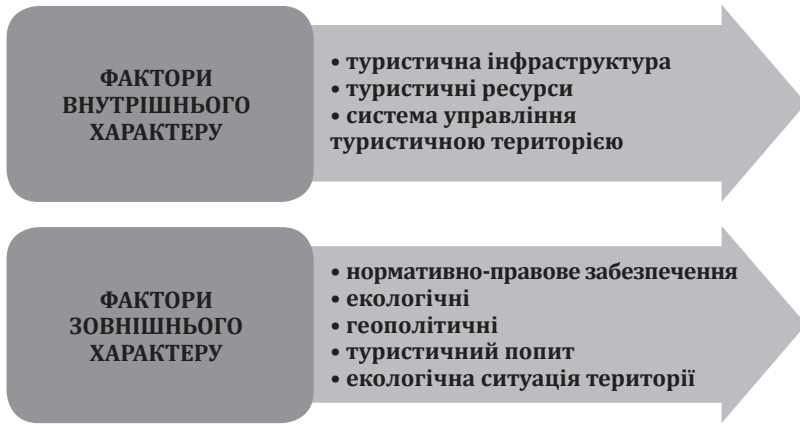 ФАКТОРИ
ВНУТРІШНЬОГО
ХАРАКТЕРУ
• туристична інфраструктура
• туристичні ресурси
• система управління
туристичною територією
ФАКТОРИ
ЗОВНІШНЬОГО
ХАРАКТЕРУ
• нормативно-правове забезпечення
• екологічні
• геополітичні
• туристичний попит
• екологічна ситуація території